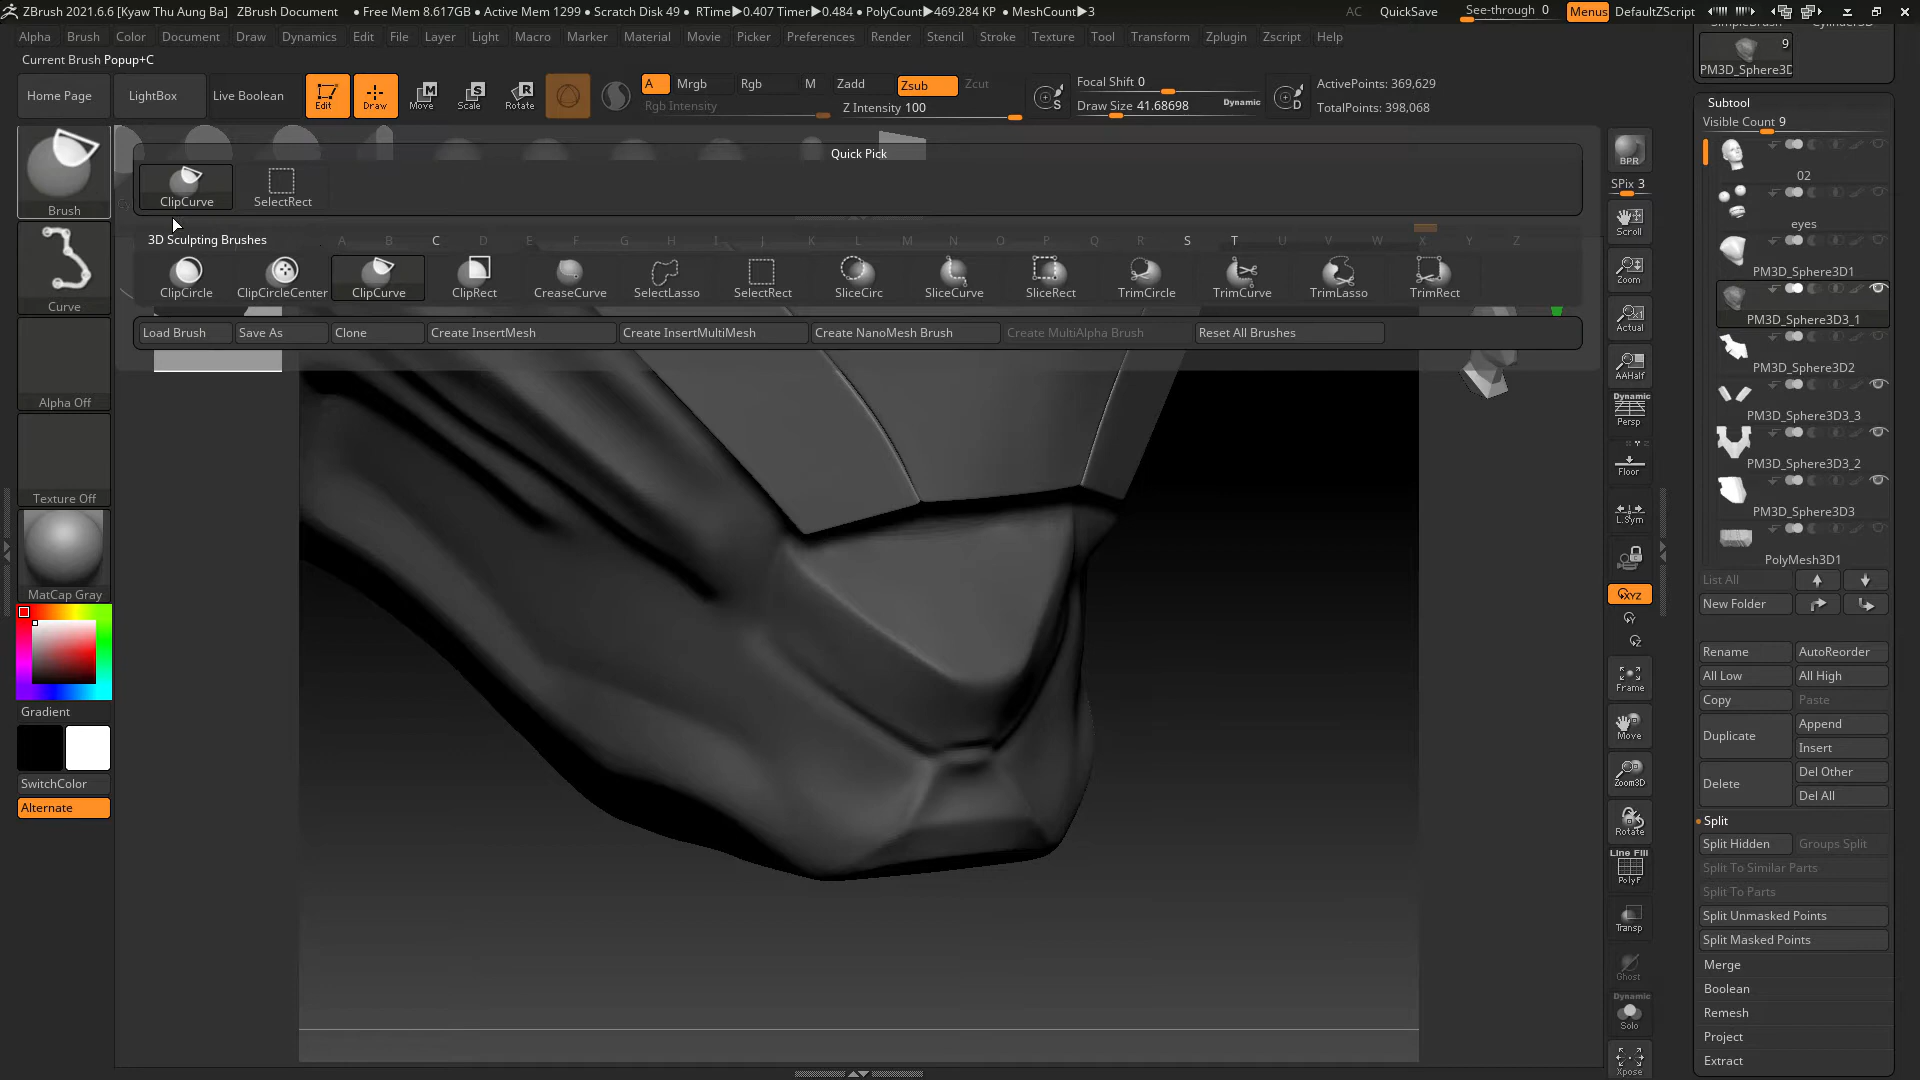 ZBrush 2021.6.6 [Kyaw Thu Aung Ba] ZBrush Document ● Free Mem 8.617GB ● Active Mem 1299 ● Scratch Disk 49 ● RTime▶0.407 Timer▶0.484 ● PolyCount▶469.284 KP ● MeshCount▶3 AC QuickSave See-through 0 Menus DefaultZScript
Alpha Brush Color Document Draw Dynamics Edit File Layer Light Macro Marker Material Movie Picker Preferences Render Stencil Stroke Texture Tool Transform Zplugin Zscript Help
Current Brush Popup+C
Home Page LightBox Live Boolean Edit Draw Move Scale Rotate A Mrgb Rgb M Zadd Zsub Zcut Focal Shift 0 ActivePoints: 369,629
Rgb Intensity Z Intensity 100 Draw Size 41.68698 Dynamic TotalPoints: 398,068
M S R S D
Quick Pick
ClipCurve SelectRect
3D Sculpting Brushes A B C D E F G H I J K L M N O P Q R S T U V W X Y Z
ClipCircle ClipCircleCenter ClipCurve ClipRect CreaseCurve SelectLasso SelectRect SliceCirc SliceCurve SliceRect TrimCircle TrimCurve TrimLasso TrimRect
Load Brush Save As Clone Create InsertMesh Create InsertMultiMesh Create NanoMesh Brush Create MultiAlpha Brush Reset All Brushes
Brush
Curve
Alpha Off
Texture Off
MatCap Gray
Gradient
SwitchColor
Alternate
BPR
SPix 3
Scroll
Zoom
Actual
AAHalf
Dynamic
Persp
Floor
L.Sym
XYZ
Y
Z
Frame
Move
Zoom3D
Rotate
Line Fill
PolyF
Transp
Ghost
Dynamic
Solo
Xpose
9
PM3D_Sphere3D
Subtool
Visible Count 9
02
eyes
PM3D_Sphere3D1
PM3D_Sphere3D3_1
PM3D_Sphere3D2
PM3D_Sphere3D3_3
PM3D_Sphere3D3_2
PM3D_Sphere3D3
PolyMesh3D1
List All
New Folder
Rename AutoReorder
All Low All High
Copy Paste
Duplicate Append
Insert
Delete Del Other
Del All
Split
Split Hidden Groups Split
Split To Similar Parts
Split To Parts
Split Unmasked Points
Split Masked Points
Merge
Boolean
Remesh
Project
Extract